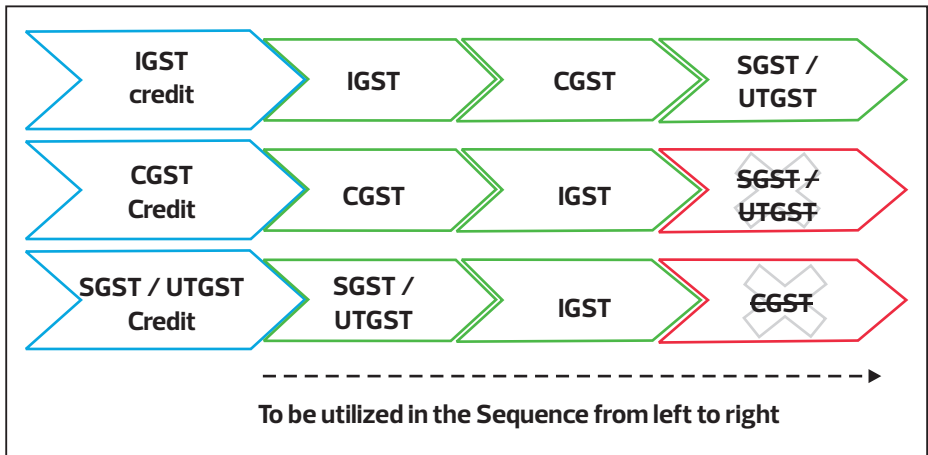 IGST
credit
IGST
CGST
SGST /
UTGST
CGST
Credit
CGST
IGST
SGST /
UTGST
SGST / UTGST
Credit
SGST /
UTGST
IGST
CGST
To be utilized in the Sequence from left to right